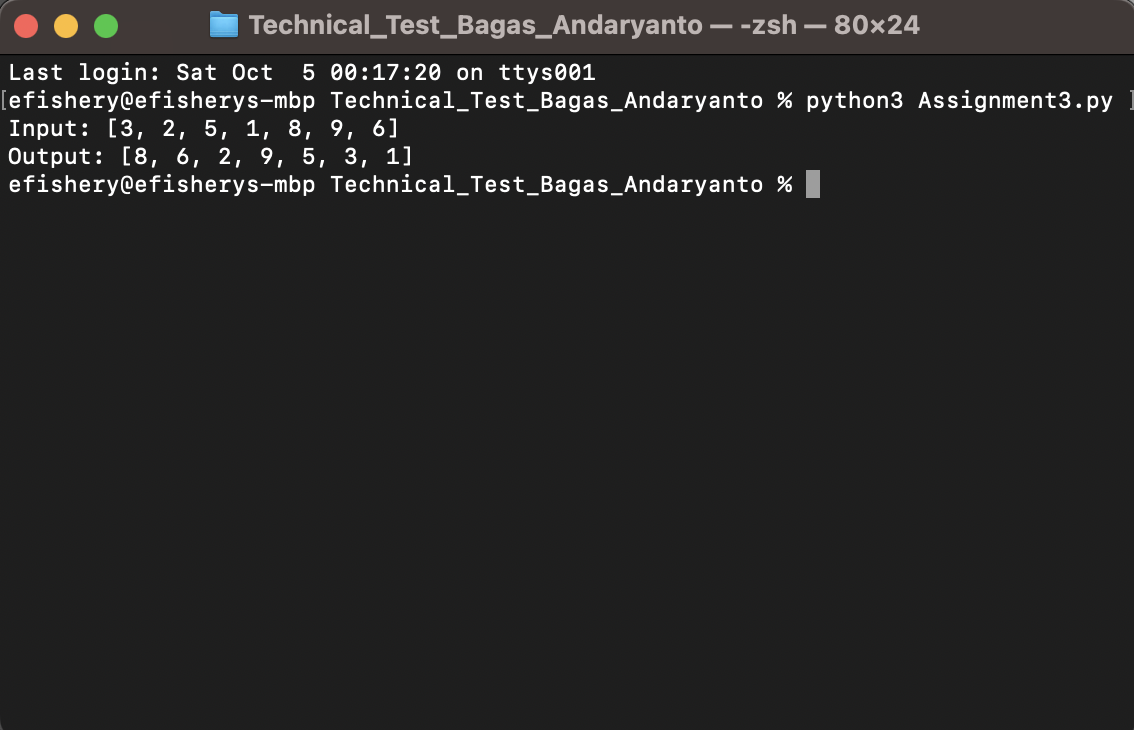 Technical_Test_Bagas_Andaryanto — -zsh — 80×24
Last login: Sat Oct  5 00:17:20 on ttys001
[efishery@efisherys-mbp Technical_Test_Bagas_Andaryanto % python3 Assignment3.py ]
Input: [3, 2, 5, 1, 8, 9, 6]
Output: [8, 6, 2, 9, 5, 3, 1]
efishery@efisherys-mbp Technical_Test_Bagas_Andaryanto %